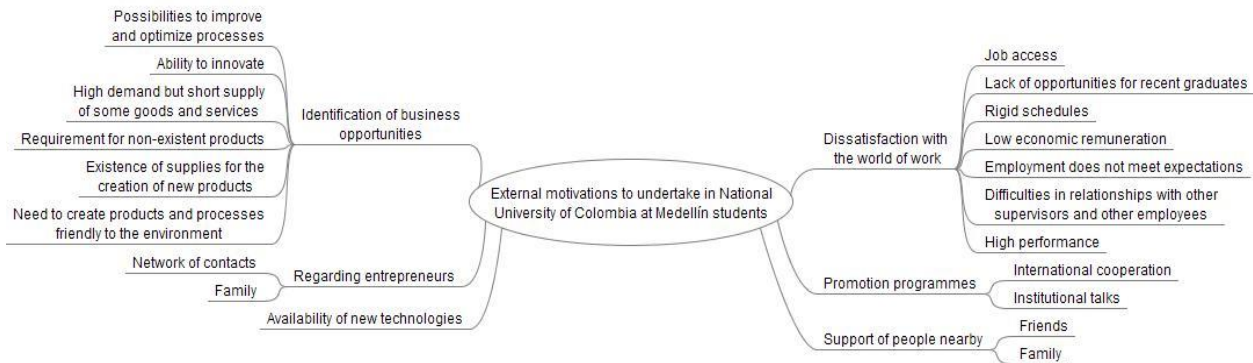 External motivations to undertake in National
University of Colombia at Medellín students
Identification of business
opportunities
Possibilities to improve
and optimize processes
Ability to innovate
High demand but short supply
of some goods and services
Requirement for non-existent products
Existence of supplies for the
creation of new products
Need to create products and processes
friendly to the environment
Regarding entrepreneurs
Network of contacts
Family
Availability of new technologies
Dissatisfaction with
the world of work
Job access
Lack of opportunities for recent graduates
Rigid schedules
Low economic remuneration
Employment does not meet expectations
Difficulties in relationships with other
supervisors and other employees
High performance
Promotion programmes
International cooperation
Institutional talks
Support of people nearby
Friends
Family